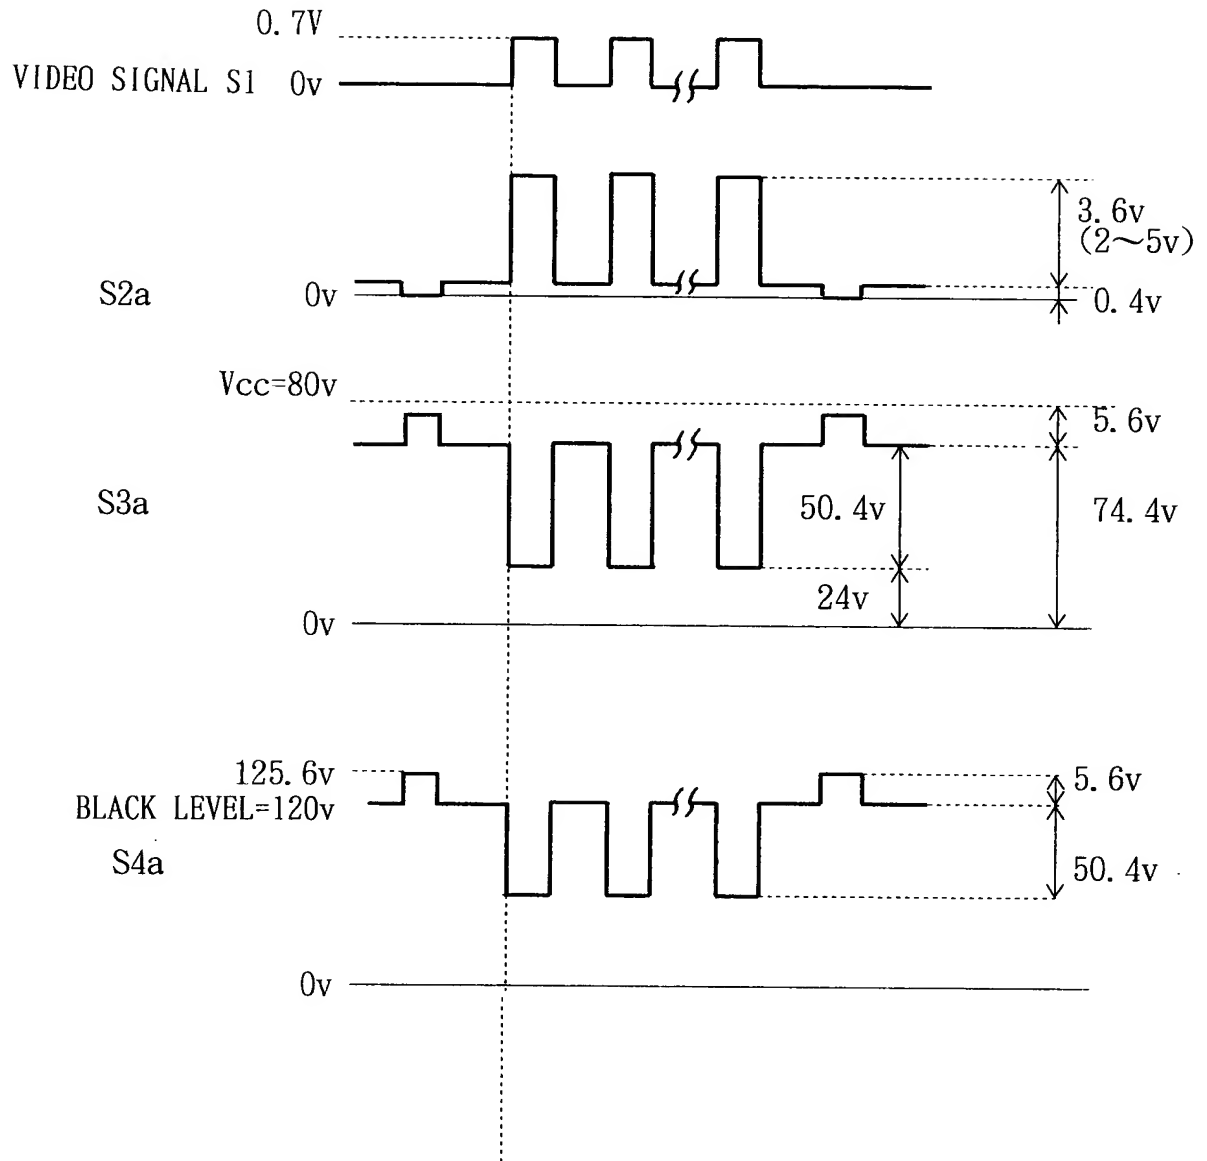 0.7V
VIDEO SIGNAL S1 0v
3.6v
(2～5v)
S2a
0v
0.4v
Vcc=80v
5.6v
S3a
50.4v
74.4v
24v
0v
125.6v
5.6v
BLACK LEVEL=120v
S4a
50.4v
0v